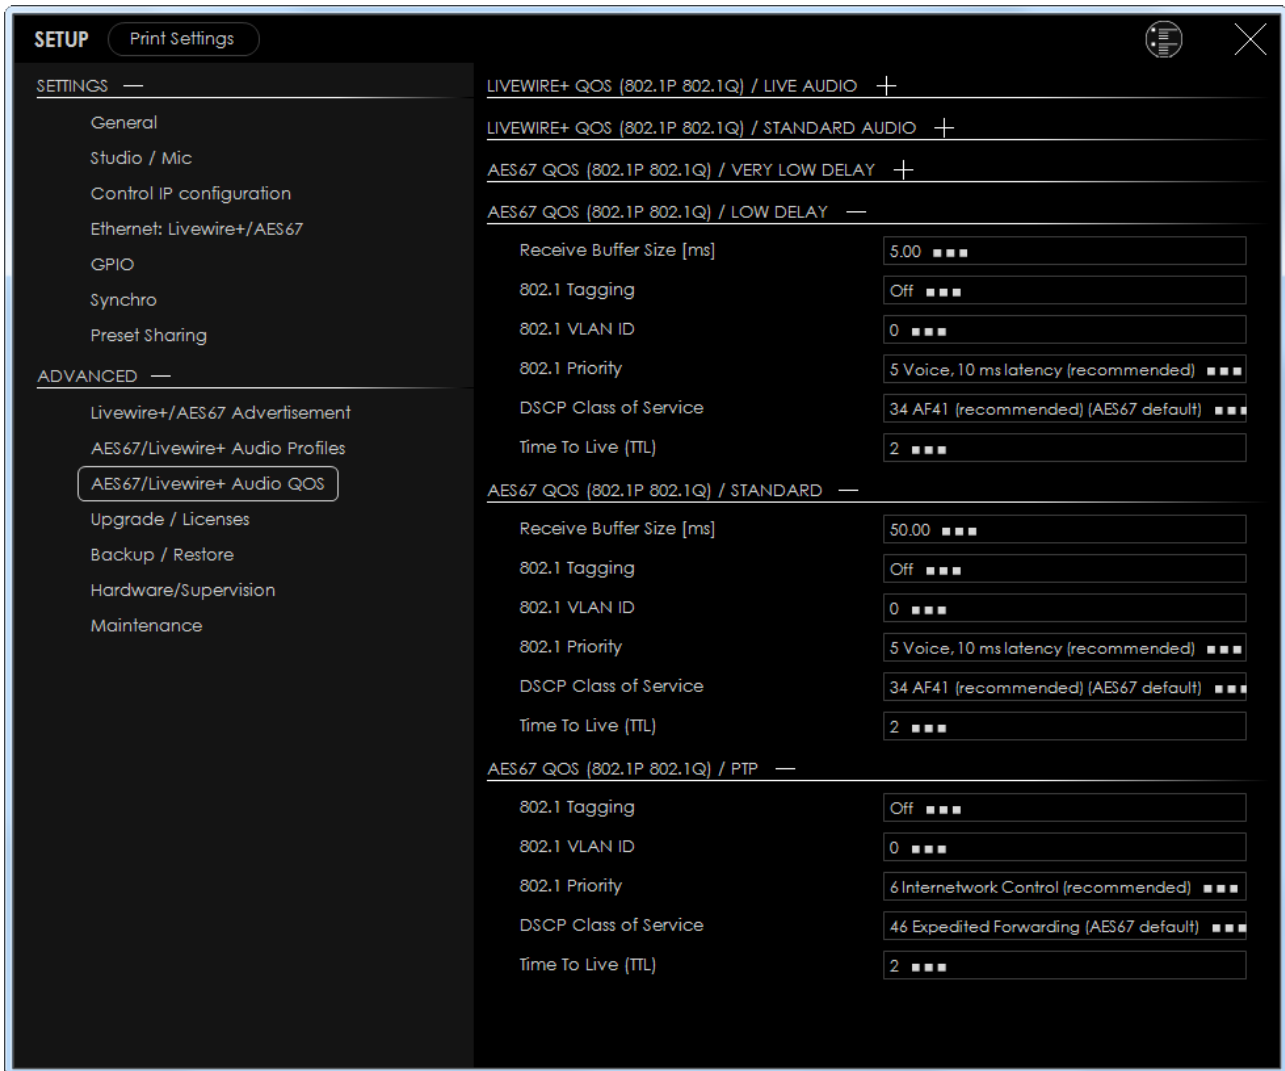 SETUP Print Settings
SETTINGS
General
Studio / Mic
Control IP configuration
Ethernet: Livewire+/AES67
GPIO
Synchro
Preset Sharing
ADVANCED
Livewire+/AES67 Advertisement
AES67/Livewire+ Audio Profiles
AES67/Livewire+ Audio QOS
Upgrade / Licenses
Backup / Restore
Hardware/Supervision
Maintenance
LIVEWIRE+ QOS (802.1P 802.1Q) / LIVE AUDIO
LIVEWIRE+ QOS (802.1P 802.1Q) / STANDARD AUDIO
AES67 QOS (802.1P 802.1Q) / VERY LOW DELAY
AES67 QOS (802.1P 802.1Q) / LOW DELAY
Receive Buffer Size [ms] 5.00
802.1 Tagging Off
802.1 VLAN ID 0
802.1 Priority 5 Voice, 10 ms latency (recommended)
DSCP Class of Service 34 AF41 (recommended) (AES67 default)
Time To Live (TTL) 2
AES67 QOS (802.1P 802.1Q) / STANDARD
Receive Buffer Size [ms] 50.00
802.1 Tagging Off
802.1 VLAN ID 0
802.1 Priority 5 Voice, 10 ms latency (recommended)
DSCP Class of Service 34 AF41 (recommended) (AES67 default)
Time To Live (TTL) 2
AES67 QOS (802.1P 802.1Q) / PTP
802.1 Tagging Off
802.1 VLAN ID 0
802.1 Priority 6 Internetwork Control (recommended)
DSCP Class of Service 46 Expedited Forwarding (AES67 default)
Time To Live (TTL) 2